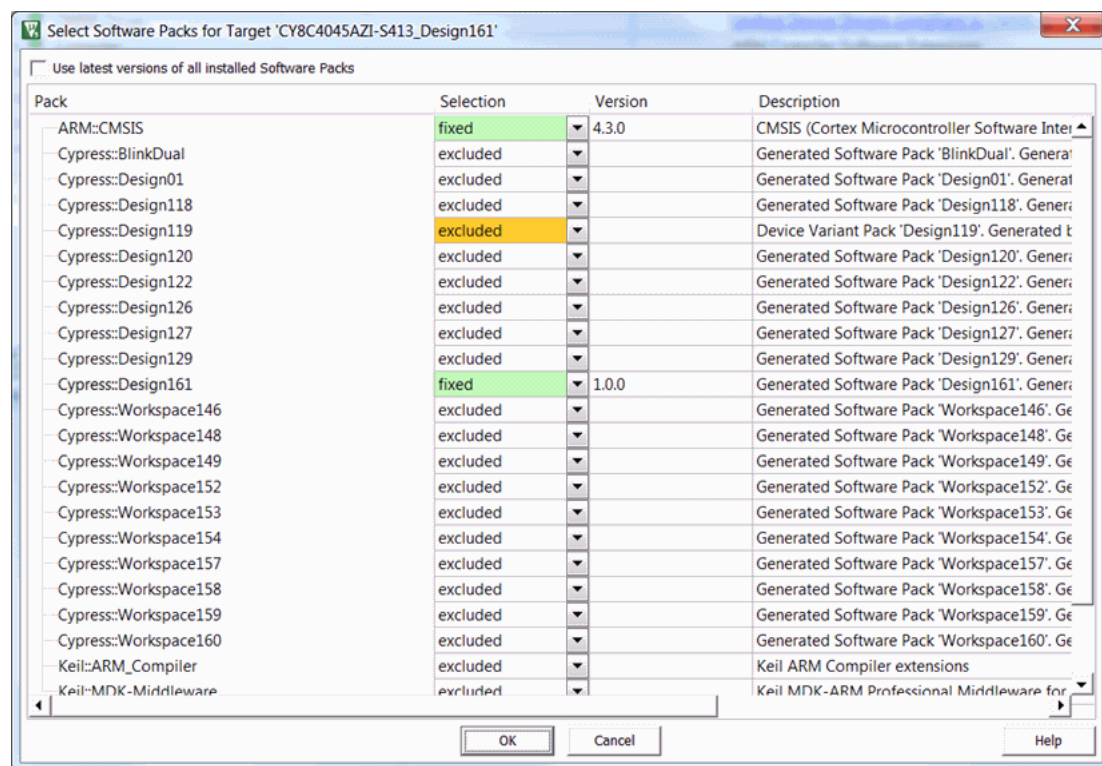 Select Software Packs for Target 'CY8C4045AZI-S413_Design161'
Use latest versions of all installed Software Packs
Pack Selection Version Description
ARM::CMSIS fixed 4.3.0 CMSIS (Cortex Microcontroller Software Inter
Cypress::BlinkDual excluded Generated Software Pack 'BlinkDual'. Generat
Cypress::Design01 excluded Generated Software Pack 'Design01'. Generat
Cypress::Design118 excluded Generated Software Pack 'Design118'. Genera
Cypress::Design119 excluded Device Variant Pack 'Design119'. Generated b
Cypress::Design120 excluded Generated Software Pack 'Design120'. Genera
Cypress::Design122 excluded Generated Software Pack 'Design122'. Genera
Cypress::Design126 excluded Generated Software Pack 'Design126'. Genera
Cypress::Design127 excluded Generated Software Pack 'Design127'. Genera
Cypress::Design129 excluded Generated Software Pack 'Design129'. Genera
Cypress::Design161 fixed 1.0.0 Generated Software Pack 'Design161'. Genera
Cypress::Workspace146 excluded Generated Software Pack 'Workspace146'. Ge
Cypress::Workspace148 excluded Generated Software Pack 'Workspace148'. Ge
Cypress::Workspace149 excluded Generated Software Pack 'Workspace149'. Ge
Cypress::Workspace152 excluded Generated Software Pack 'Workspace152'. Ge
Cypress::Workspace153 excluded Generated Software Pack 'Workspace153'. Ge
Cypress::Workspace154 excluded Generated Software Pack 'Workspace154'. Ge
Cypress::Workspace157 excluded Generated Software Pack 'Workspace157'. Ge
Cypress::Workspace158 excluded Generated Software Pack 'Workspace158'. Ge
Cypress::Workspace159 excluded Generated Software Pack 'Workspace159'. Ge
Cypress::Workspace160 excluded Generated Software Pack 'Workspace160'. Ge
Keil::ARM_Compiler excluded Keil ARM Compiler extensions
Keil::MDK-Middleware excluded Keil MDK-ARM Professional Middleware for
OK Cancel Help